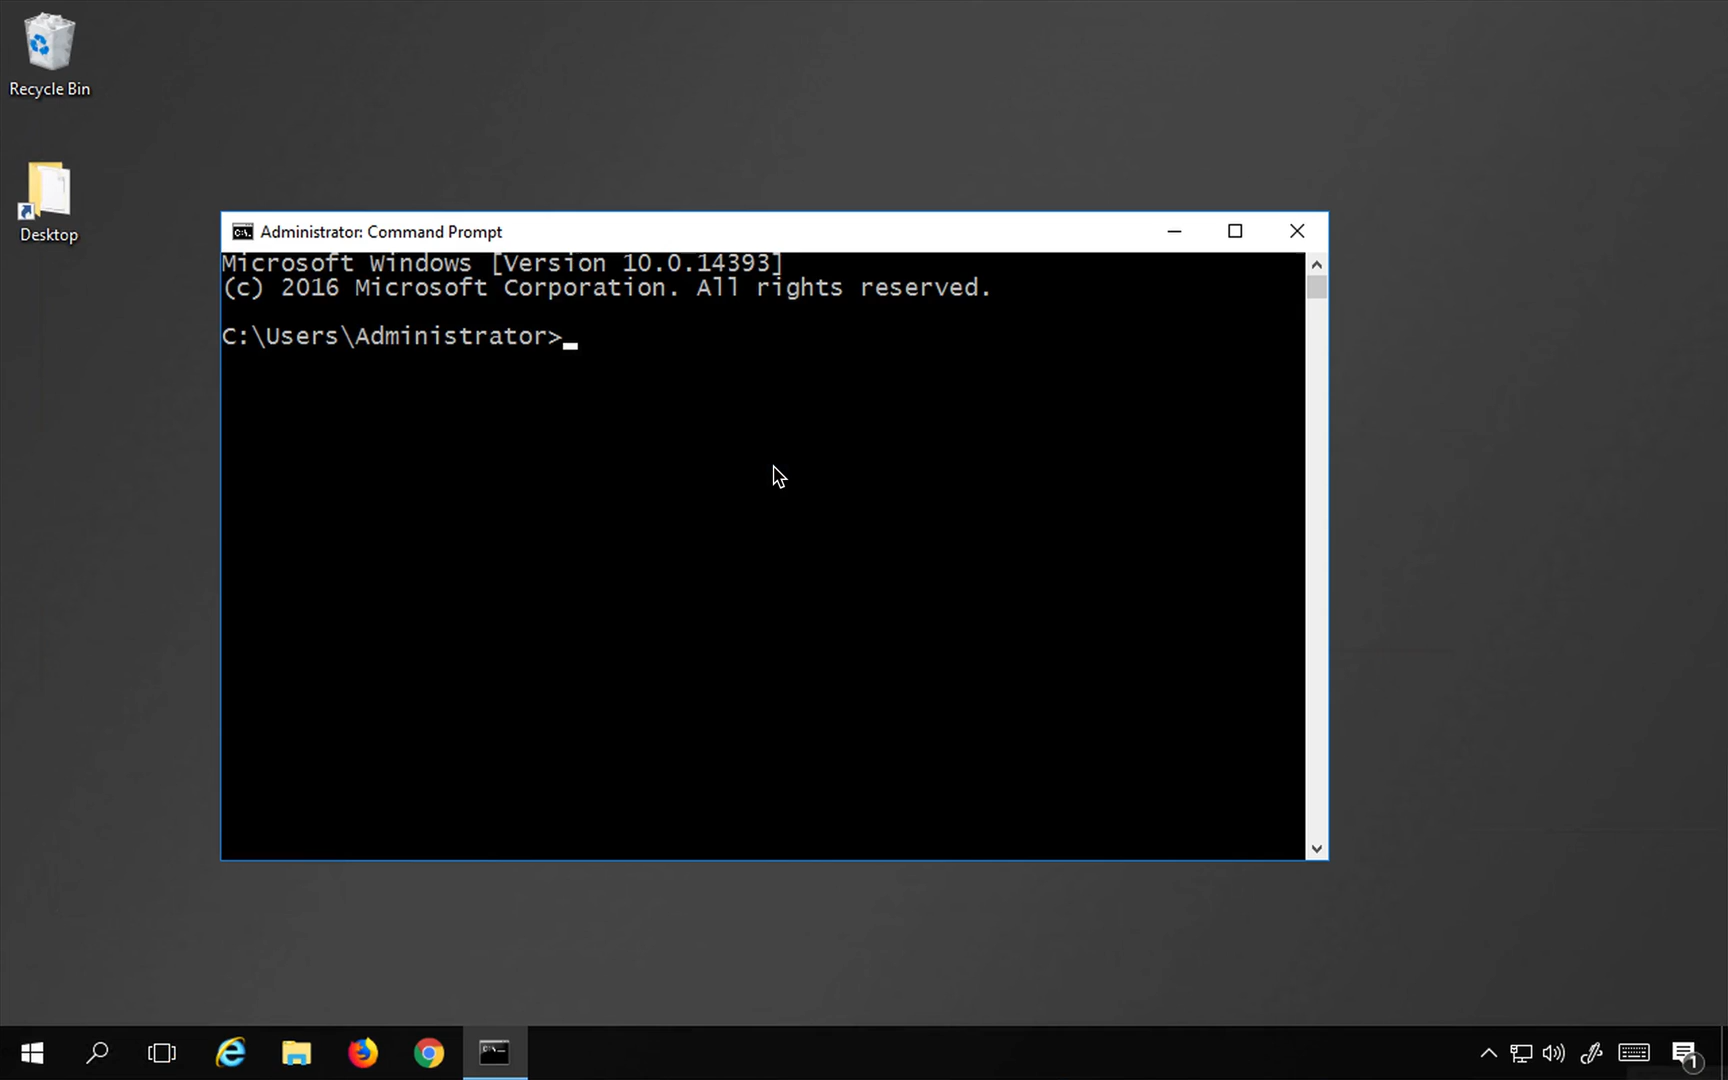 Recycle Bin
Desktop
Administrator: Command Prompt
Microsoft Windows [Version 10.0.14393]
(c) 2016 Microsoft Corporation. All rights reserved.
C:\Users\Administrator>
1